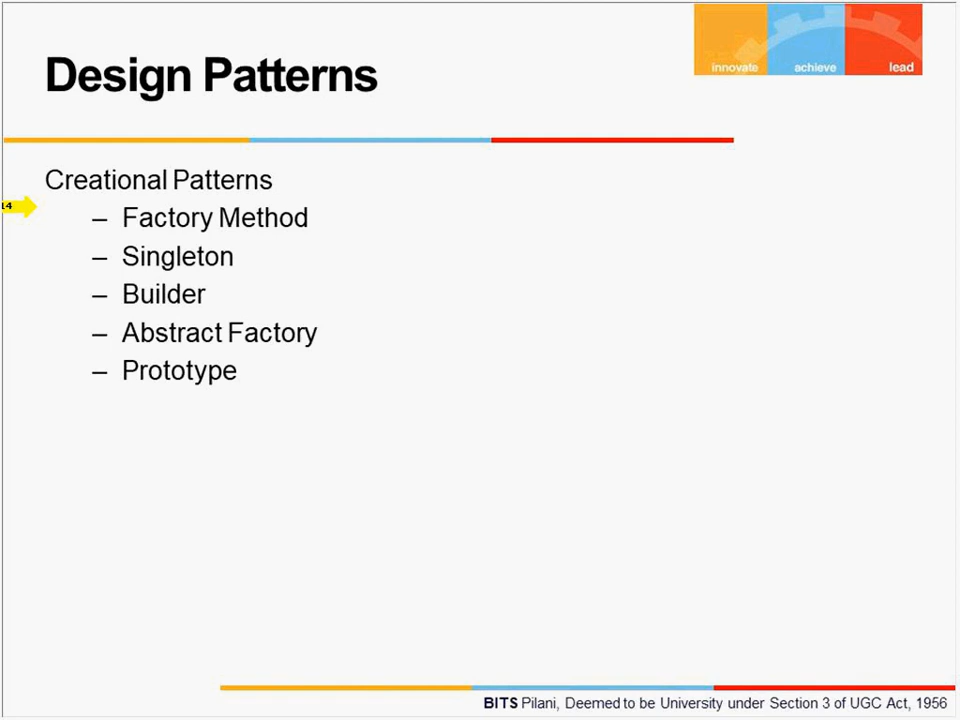 Design Patterns
innovate achieve lead
Creational Patterns
14
– Factory Method
– Singleton
– Builder
– Abstract Factory
– Prototype
BITS Pilani, Deemed to be University under Section 3 of UGC Act, 1956